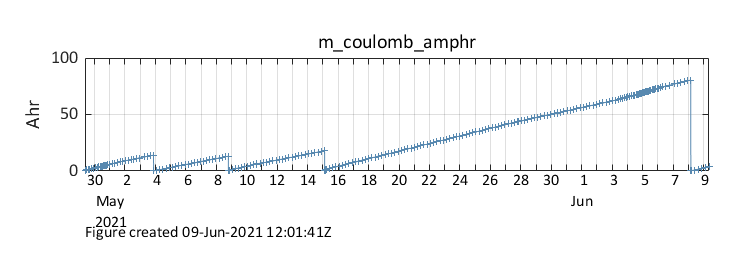 m_coulomb_amphr
100
50
0
Ahr
30 2 4 6 8 10 12 14 16 18 20 22 24 26 28 30 1 3 5 7 9
May Jun
2021
Figure created 09-Jun-2021 12:01:41Z